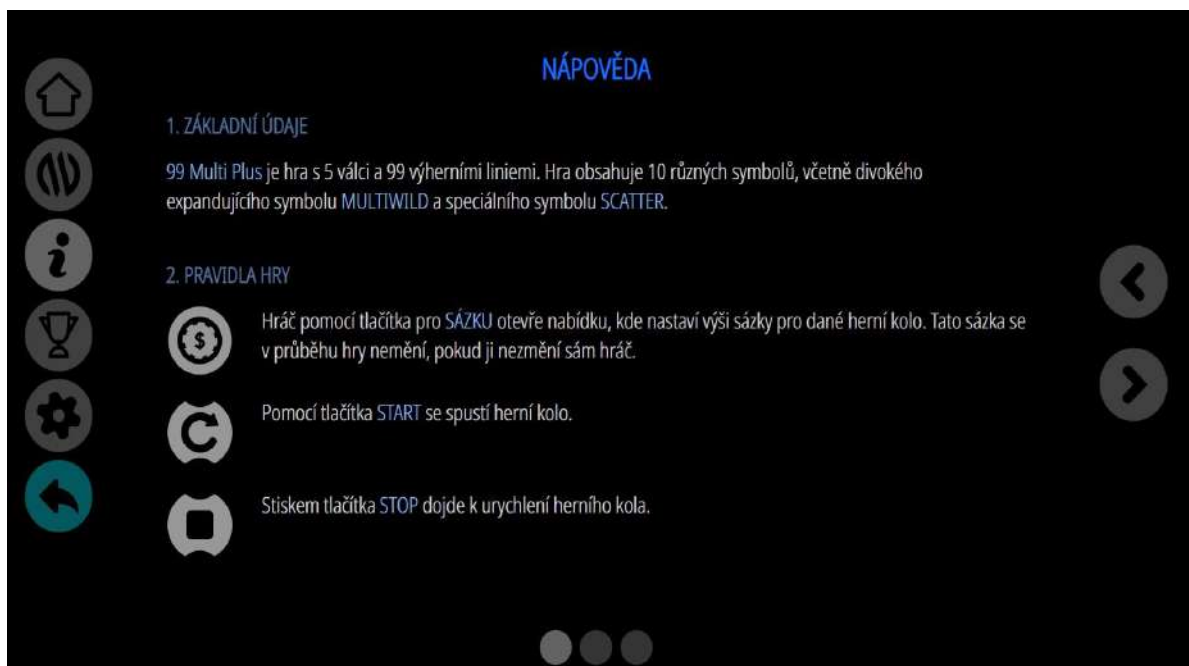 NÁPOVĚDA
1. ZÁKLADNÍ ÚDAJE
99 Multi Plus je hra s 5 válci a 99 výherními liniemi. Hra obsahuje 10 různých symbolů, včetně divokého
expandujícího symbolu MULTIWILD a speciálního symbolu SCATTER.
2. PRAVIDLA HRY
Hráč pomocí tlačítka pro SÁZKU otevře nabídku, kde nastaví výši sázky pro dané herní kolo. Tato sázka se
v průběhu hry nemění, pokud ji nezmění sám hráč.
Pomocí tlačítka START se spustí herní kolo.
Stiskem tlačítka STOP dojde k urychlení herního kola.